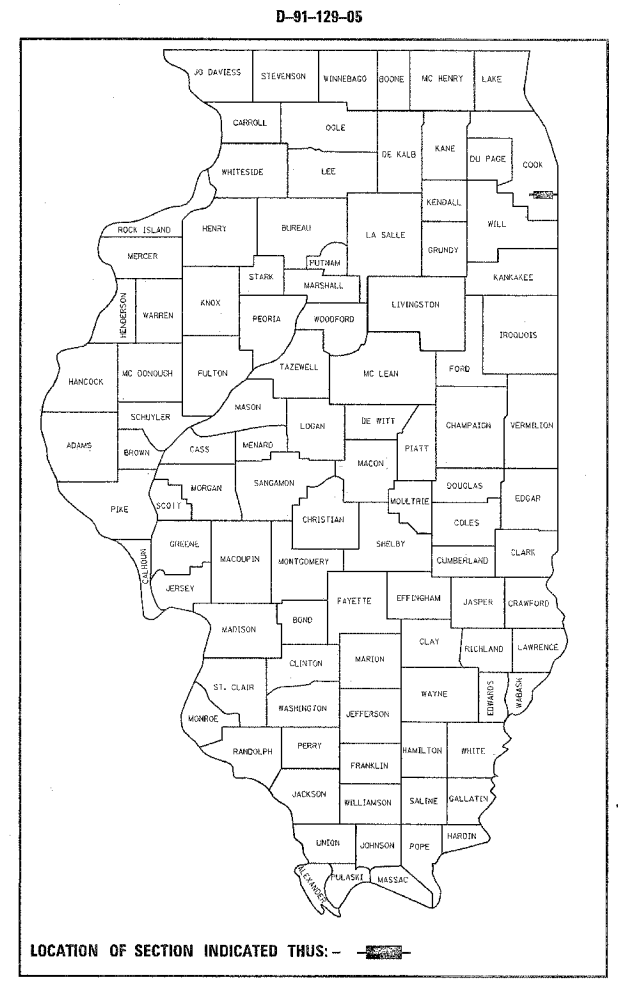 D-91-129-05
JO DAVIESS STEVENSON WINNEBAGO BOONE MC HENRY LAKE
CARROLL OGLE
DE KALB KANE DU PAGE COOK
WHITESIDE LEE
KENDALL
HENRY BUREAU LA SALLE WILL
ROCK ISLAND
MERCER GRUNDY
PUTNAM
STARK MARSHALL KANKAKEE
HENDERSON WARREN KNOX PEORIA WOODFORD LIVINGSTON IROQUOIS
HANCOCK MC DONOUGH FULTON TAZEWELL MC LEAN FORD
MASON
SCHUYLER LOGAN DE WITT CHAMPAIGN VERMILION
ADAMS BROWN CASS MENARD PIATT
MACON
MORGAN SANGAMON DOUGLAS
PIKE SCOTT MOULTRIE EDGAR
CHRISTIAN COLES
GREENE SHELBY
CALHOUN MACOUPIN MONTGOMERY CUMBERLAND CLARK
JERSEY FAYETTE EFFINGHAM JASPER CRAWFORD
MADISON BOND
CLAY RICHLAND LAWRENCE
CLINTON MARION
ST. CLAIR WAYNE EDWARDS WABASH
WASHINGTON
MONROE JEFFERSON
RANDOLPH PERRY HAMILTON WHITE
FRANKLIN
JACKSON WILLIAMSON SALINE GALLATIN
UNION JOHNSON POPE HARDIN
ALEXANDER PULASKI MASSAC
LOCATION OF SECTION INDICATED THUS: -